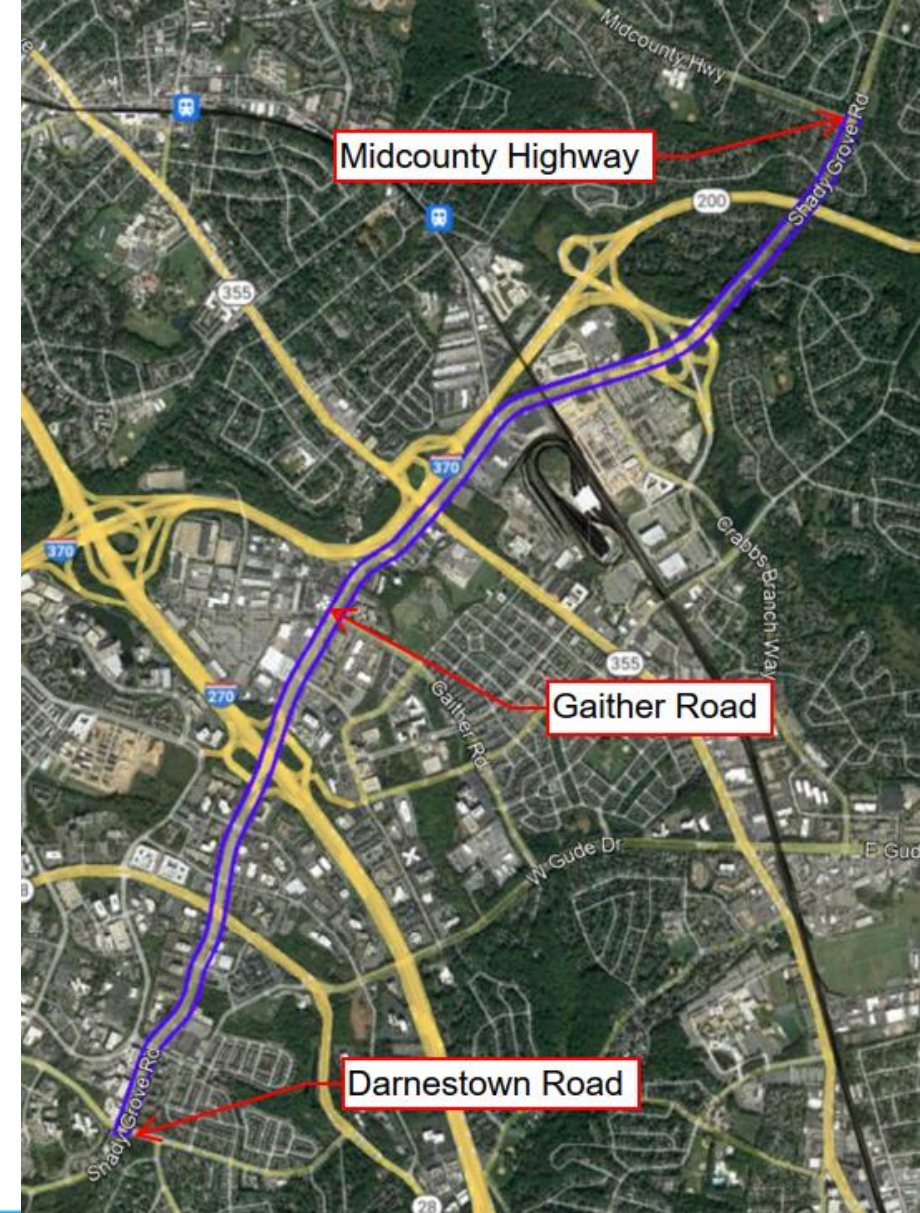 Midcounty Hwy
Midcounty Highway
Shady Grove Rd
200
355
370
370
Crabbs Branch Way
355
Gaither Road
270
Gaither Rd
W Gude Dr
E Gud
8
Darnestown Road
Shady Grove Rd
28